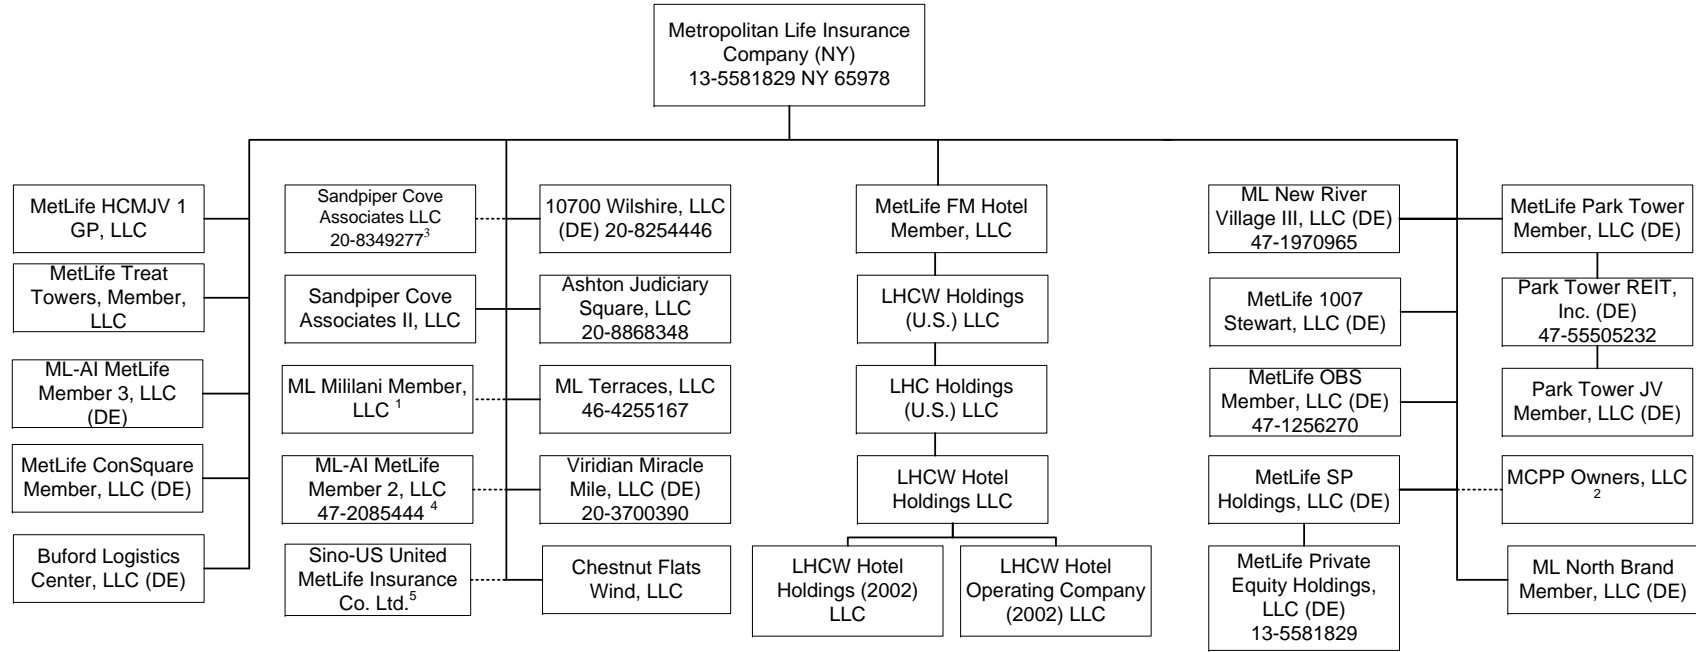 Metropolitan Life Insurance
Company (NY)
13-5581829 NY 65978
MetLife HCMJV 1
GP, LLC
MetLife Treat
Towers, Member,
LLC
ML-AI MetLife
Member 3, LLC
(DE)
MetLife ConSquare
Member, LLC (DE)
Buford Logistics
Center, LLC (DE)
Sandpiper Cove
Associates LLC
20-8349277³
Sandpiper Cove
Associates II, LLC
ML Mililani Member,
LLC ¹
ML-AI MetLife
Member 2, LLC
47-2085444 ⁴
Sino-US United
MetLife Insurance
Co. Ltd.⁵
10700 Wilshire, LLC
(DE) 20-8254446
Ashton Judiciary
Square, LLC
20-8868348
ML Terraces, LLC
46-4255167
Viridian Miracle
Mile, LLC (DE)
20-3700390
Chestnut Flats
Wind, LLC
MetLife FM Hotel
Member, LLC
LHCW Holdings
(U.S.) LLC
LHC Holdings
(U.S.) LLC
LHCW Hotel
Holdings LLC
LHCW Hotel
Holdings (2002)
LLC
LHCW Hotel
Operating Company
(2002) LLC
ML New River
Village III, LLC (DE)
47-1970965
MetLife 1007
Stewart, LLC (DE)
MetLife OBS
Member, LLC (DE)
47-1256270
MetLife SP
Holdings, LLC (DE)
MetLife Private
Equity Holdings,
LLC (DE)
13-5581829
MetLife Park Tower
Member, LLC (DE)
Park Tower REIT,
Inc. (DE)
47-55505232
Park Tower JV
Member, LLC (DE)
MCPP Owners, LLC
²
ML North Brand
Member, LLC (DE)